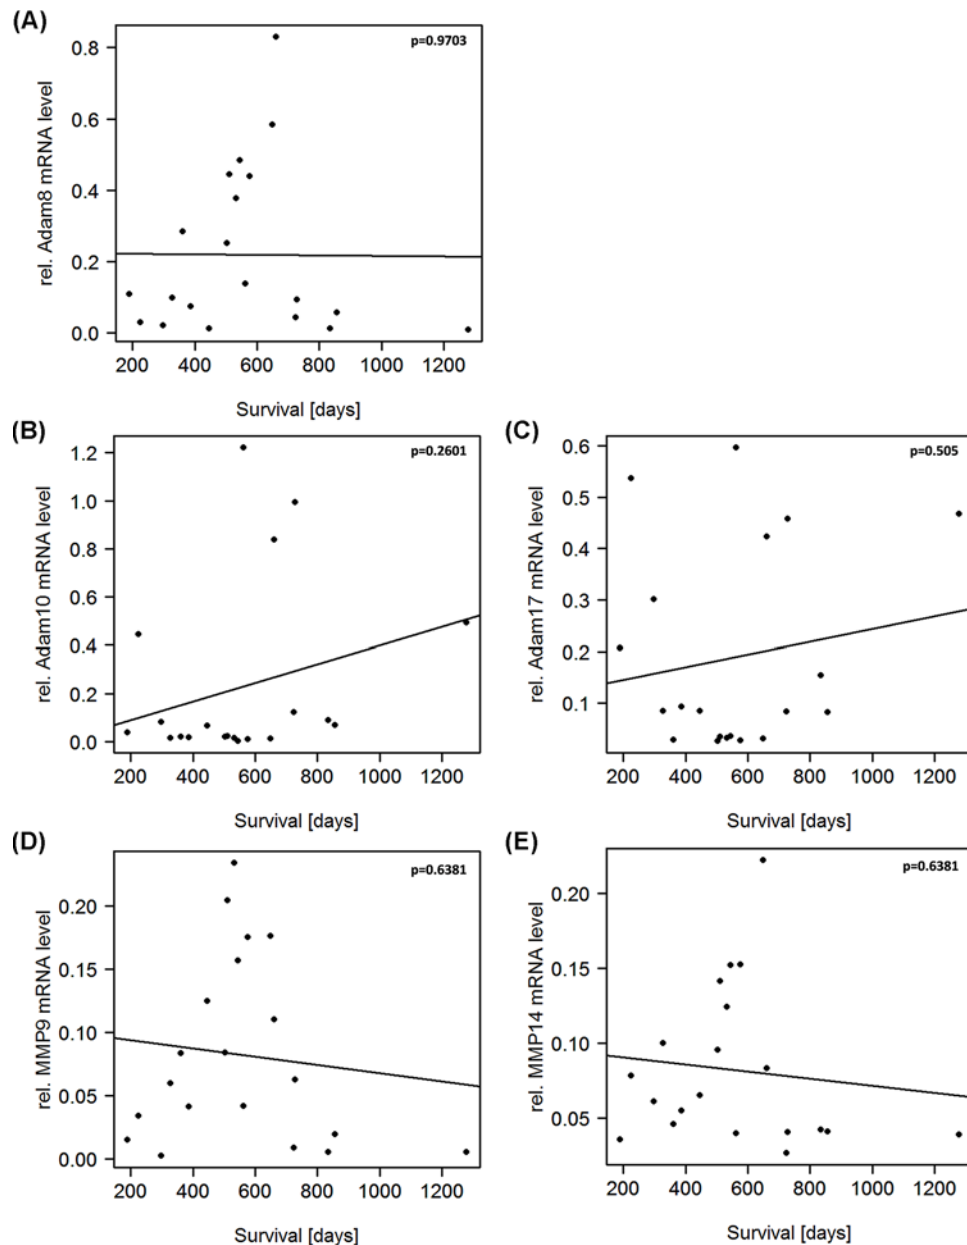 (A)
p=0.9703
rel. Adam8 mRNA level
0.8
0.6
0.4
0.2
0.0
200 400 600 800 1000 1200
Survival [days]
(B)
p=0.2601
rel. Adam10 mRNA level
1.2
1.0
0.8
0.6
0.4
0.2
0.0
200 400 600 800 1000 1200
Survival [days]
(C)
p=0.505
rel. Adam17 mRNA level
0.6
0.5
0.4
0.3
0.2
0.1
200 400 600 800 1000 1200
Survival [days]
(D)
p=0.6381
rel. MMP9 mRNA level
0.20
0.15
0.10
0.05
0.00
200 400 600 800 1000 1200
Survival [days]
(E)
p=0.6381
rel. MMP14 mRNA level
0.20
0.15
0.10
0.05
200 400 600 800 1000 1200
Survival [days]